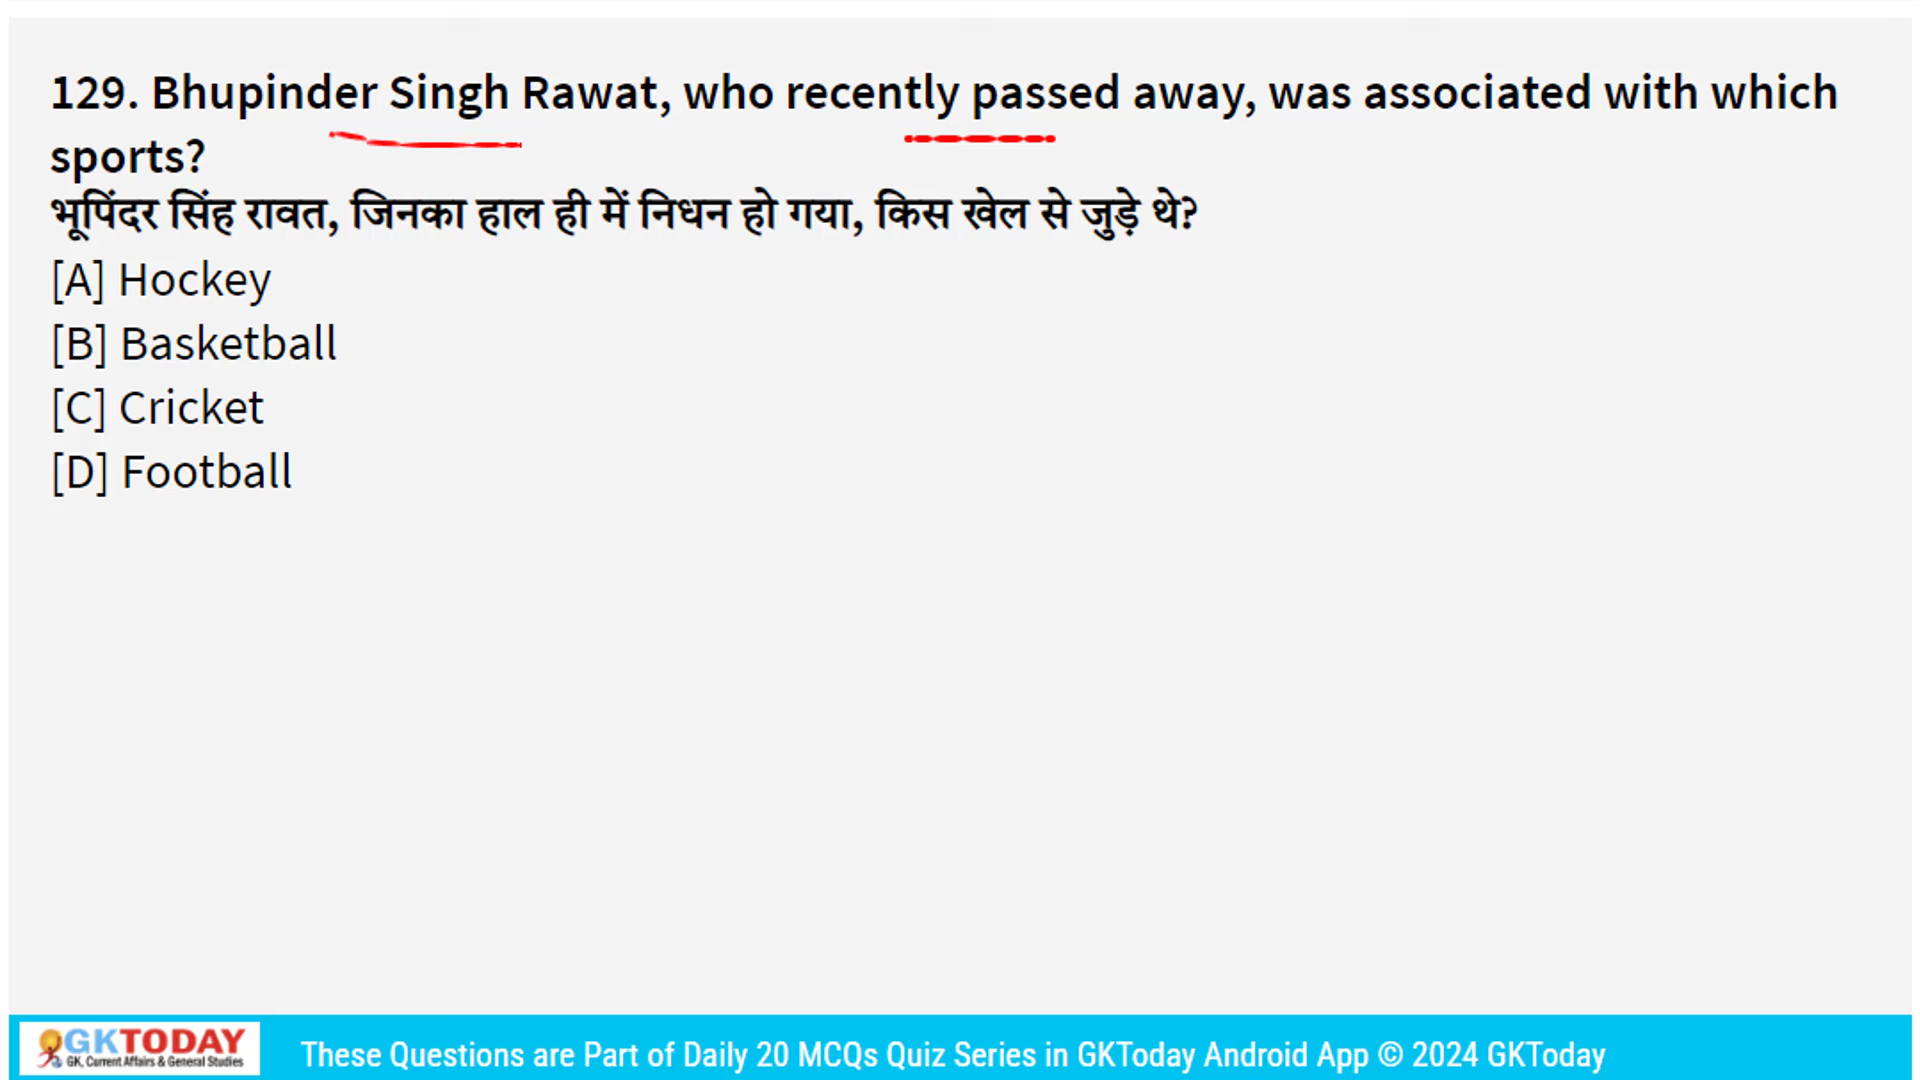 129. Bhupinder Singh Rawat, who recently passed away, was associated with which
sports?
भूपिंदर सिंह रावत, जिनका हाल ही में निधन हो गया, किस खेल से जुड़े थे?
[A] Hockey
[B] Basketball
[C] Cricket
[D] Football
GKTODAY
GK, Current Affairs & General Studies
These Questions are Part of Daily 20 MCQs Quiz Series in GKToday Android App © 2024 GKToday